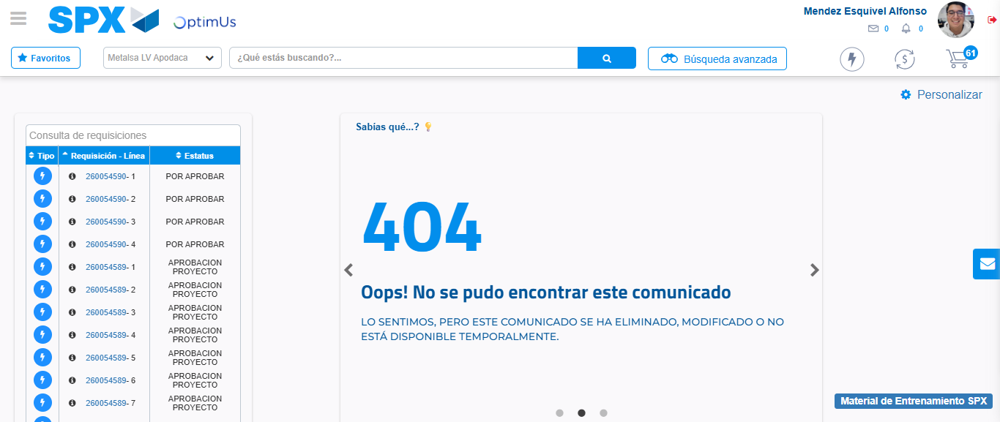 SPX OptimUs
Mendez Esquivel Alfonso
0 0
Favoritos
Metalsa LV Apodaca
¿Qué estás buscando?...
Búsqueda avanzada
$
61
Personalizar
Consulta de requisiciones
Tipo Requisición - Línea Estatus
260054590- 1 POR APROBAR
260054590- 2 POR APROBAR
260054590- 3 POR APROBAR
260054590- 4 POR APROBAR
260054589- 1 APROBACION PROYECTO
260054589- 2 APROBACION PROYECTO
260054589- 3 APROBACION PROYECTO
260054589- 4 APROBACION PROYECTO
260054589- 5 APROBACION PROYECTO
260054589- 6 APROBACION PROYECTO
260054589- 7 APROBACION PROYECTO
Sabías qué...?
404
Oops! No se pudo encontrar este comunicado
LO SENTIMOS, PERO ESTE COMUNICADO SE HA ELIMINADO, MODIFICADO O NO
ESTÁ DISPONIBLE TEMPORALMENTE.
Material de Entrenamiento SPX